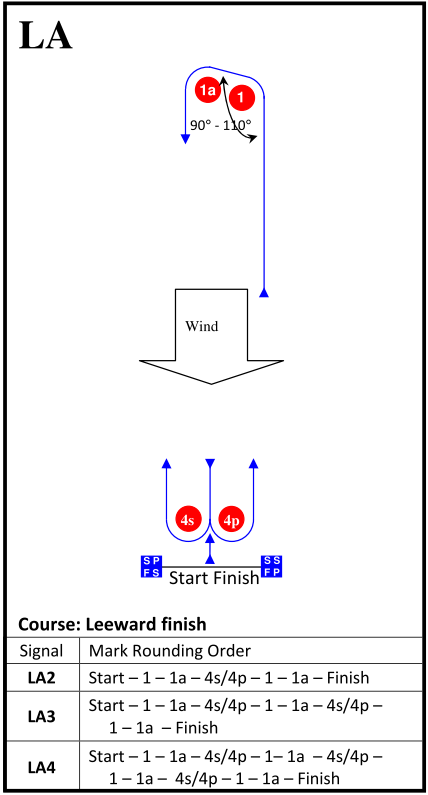 LA
1a
1
90° - 110°
Wind
4s
4p
S P
F S
S S
F P
Start Finish
Course: Leeward finish
Signal
Mark Rounding Order
LA2
Start – 1 – 1a – 4s/4p – 1 – 1a – Finish
LA3
Start – 1 – 1a – 4s/4p – 1 – 1a – 4s/4p –
1 – 1a – Finish
LA4
Start – 1 – 1a – 4s/4p – 1– 1a – 4s/4p –
1 – 1a – 4s/4p – 1 – 1a – Finish